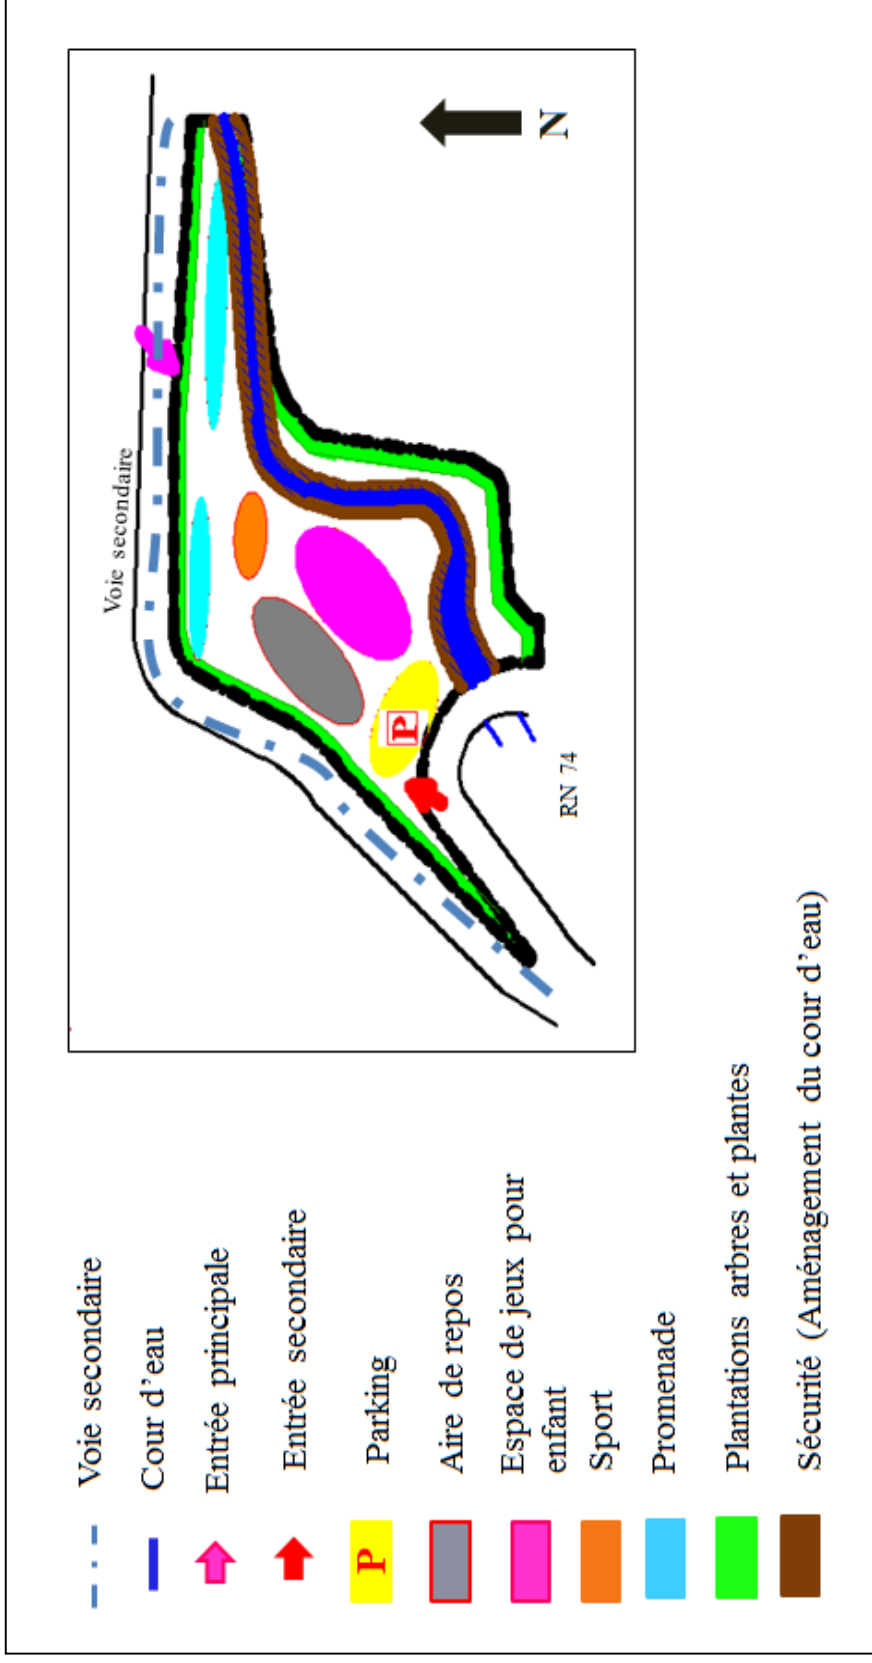 Voie secondaire
N
P
RN 74
Voie secondaire
Cour d’eau
Entrée principale
Entrée secondaire
P
Parking
Aire de repos
Espace de jeux pour
enfant
Sport
Promenade
Plantations arbres et plantes
Sécurité (Aménagement du cour d’eau)